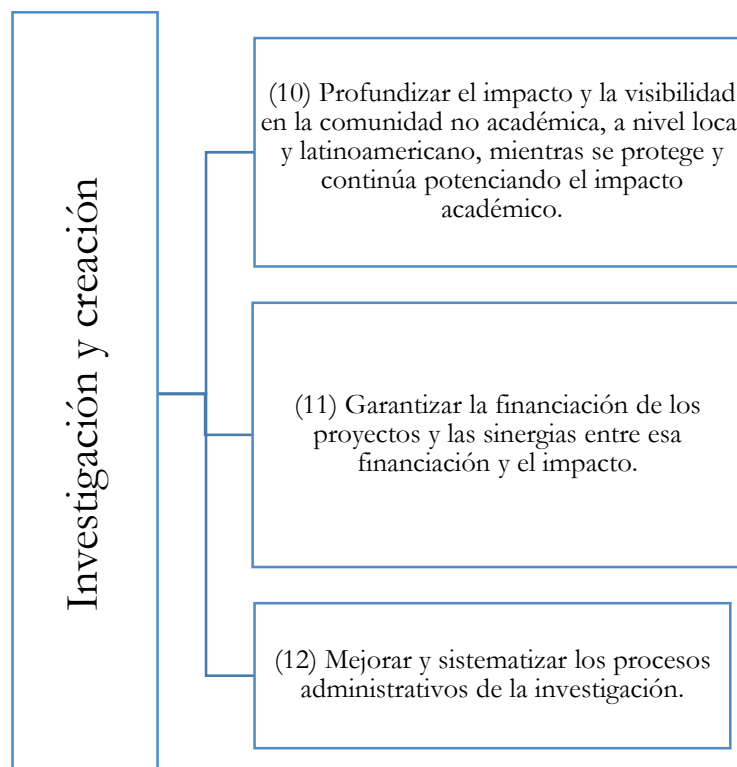 Investigación y creación
(10) Profundizar el impacto y la visibilidad
en la comunidad no académica, a nivel loca
y latinoamericano, mientras se protege y
continúa potenciando el impacto
académico.
(11) Garantizar la financiación de los
proyectos y las sinergias entre esa
financiación y el impacto.
(12) Mejorar y sistematizar los procesos
administrativos de la investigación.